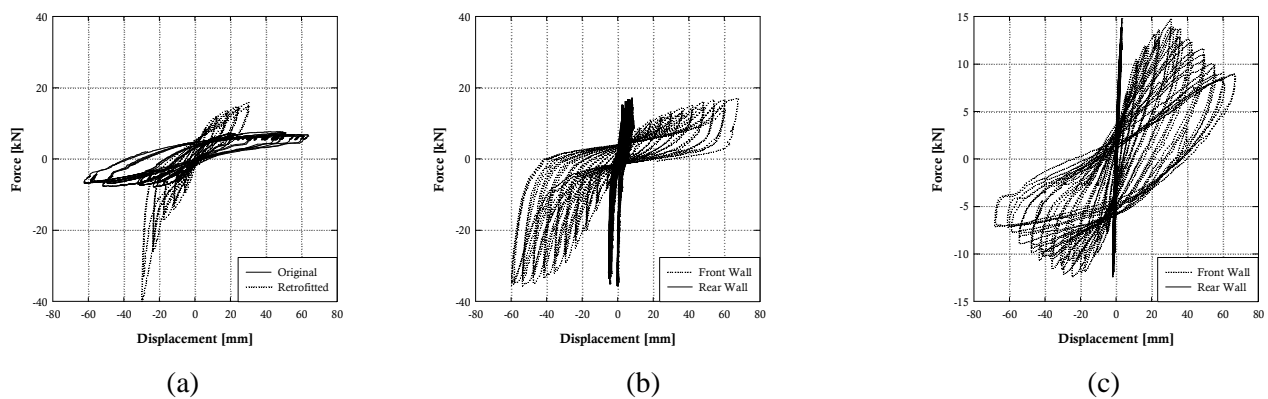 40
20
0
-20
-40
Force [kN]
-80 -60 -40 -20 0 20 40 60 80
Displacement [mm]
Original
Retrofitted
(a)
40
20
0
-20
-40
Force [kN]
-80 -60 -40 -20 0 20 40 60 80
Displacement [mm]
Front Wall
Rear Wall
(b)
15
10
5
0
-5
-10
-15
Force [kN]
-80 -60 -40 -20 0 20 40 60 80
Displacement [mm]
Front Wall
Rear Wall
(c)